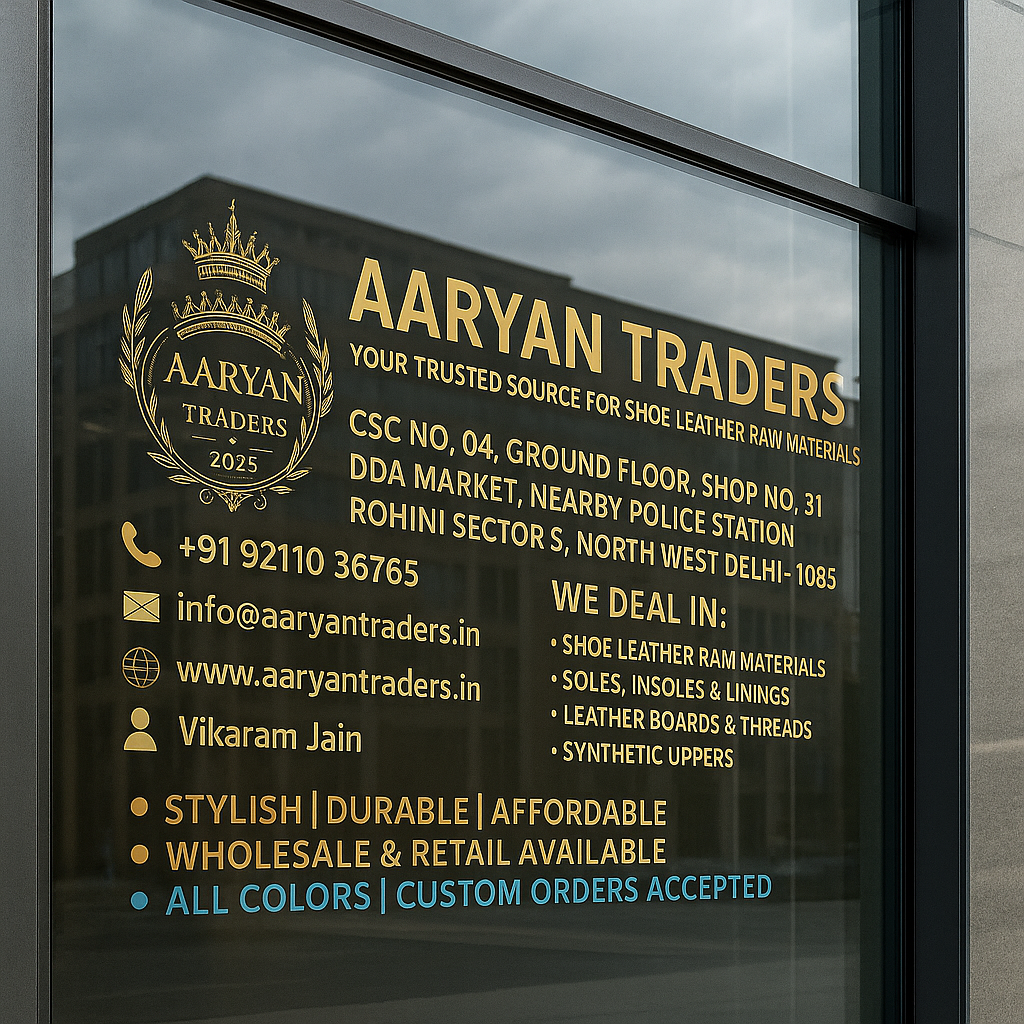 AARYAN
TRADERS
2025
AARYAN TRADERS
YOUR TRUSTED SOURCE FOR SHOE LEATHER RAW MATERIALS
CSC NO, 04, GROUND FLOOR, SHOP NO, 31
DDA MARKET, NEARBY POLICE STATION
ROHINI SECTOR S, NORTH WEST DELHI-1085
+91 92110 36765
info@aaryantraders.in
www.aaryantraders.in
Vikaram Jain
WE DEAL IN:
• SHOE LEATHER RAM MATERIALS
• SOLES, INSOLES & LININGS
• LEATHER BOARDS & THREADS
• SYNTHETIC UPPERS
• STYLISH | DURABLE | AFFORDABLE
• WHOLESALE & RETAIL AVAILABLE
• ALL COLORS | CUSTOM ORDERS ACCEPTED